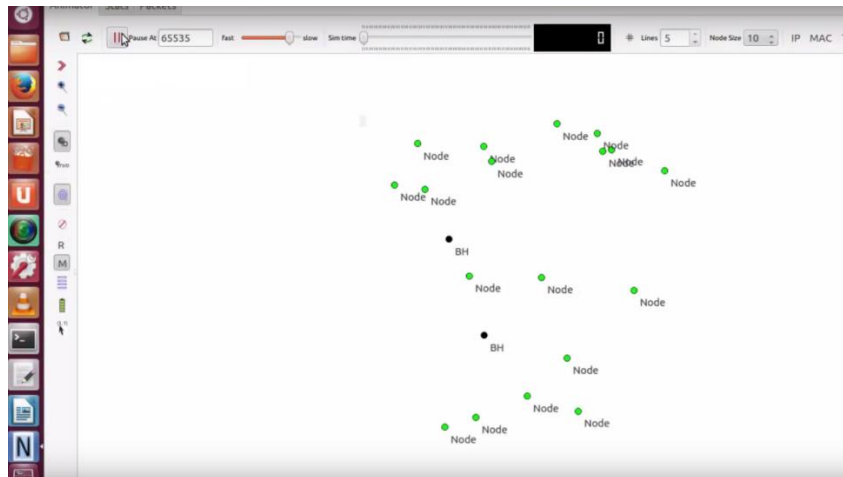 Animator Stats Packets
Pause At 65535 fast slow Sim time 0 # Lines 5 Node Size 10 IP MAC
Node
Node
Node
Node
Node
Node
Node
Node
Node Node
BH
R
M
Node
Node
Node
BH
Node
Node
Node
Node
Node